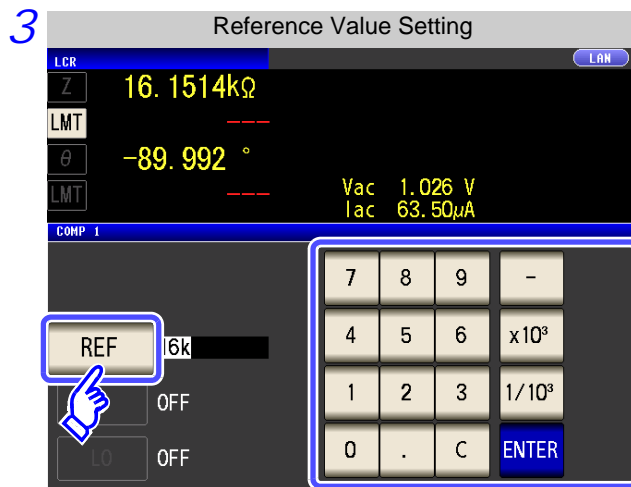 3 Reference Value Setting
LCR LAN
Z 16.1514kΩ
LMT ---
θ -89.992 °
LMT ---
Vac 1.026 V
Iac 63.50µA
COMP 1
7 8 9 -
REF 16k 4 5 6 x10³
OFF 1 2 3 1/10³
LO OFF 0 . C ENTER